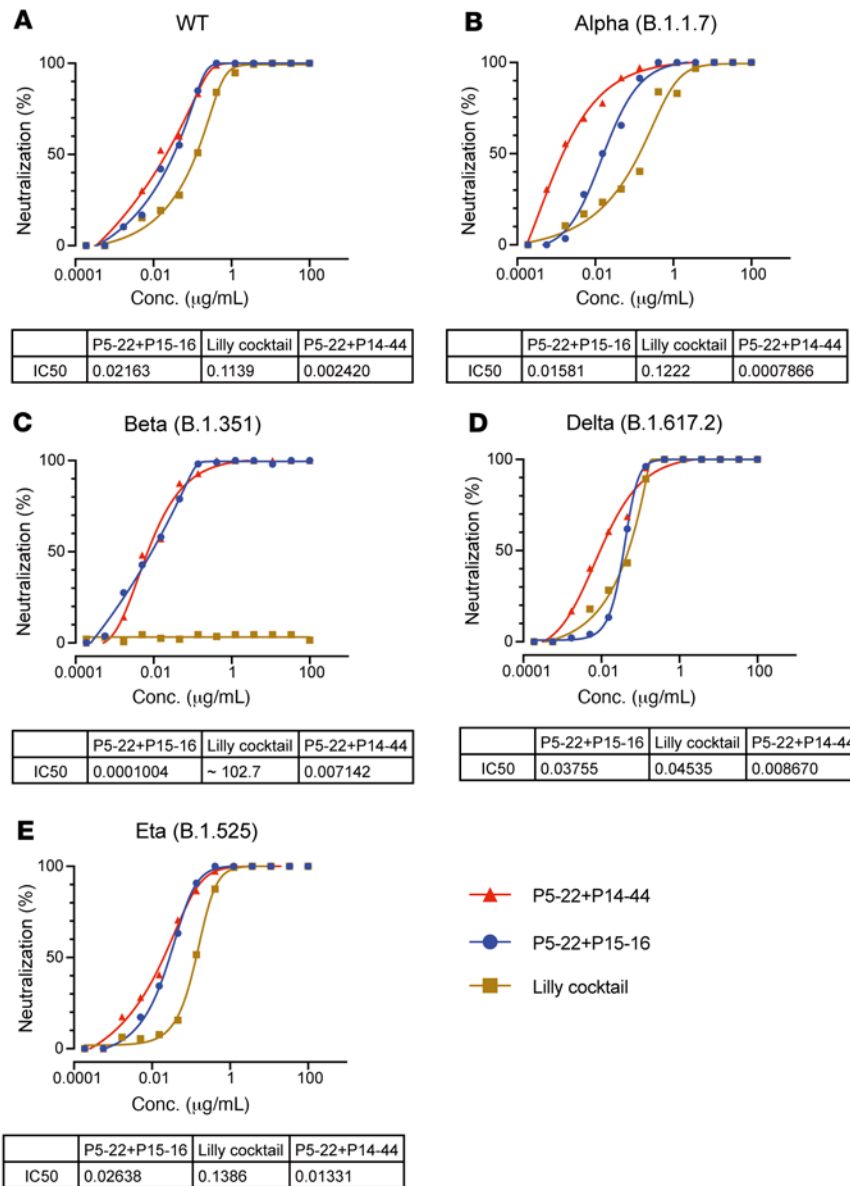 A
WT
100
50
0
Neutralization (%)
0.0001
0.01
1
100
Conc. (μg/mL)
P5-22+P15-16 Lilly cocktail P5-22+P14-44
IC50 0.02163 0.1139 0.002420
B
Alpha (B.1.1.7)
100
50
0
Neutralization (%)
0.0001
0.01
1
100
Conc. (μg/mL)
P5-22+P15-16 Lilly cocktail P5-22+P14-44
IC50 0.01581 0.1222 0.0007866
C
Beta (B.1.351)
100
50
0
Neutralization (%)
0.0001
0.01
1
100
Conc. (μg/mL)
P5-22+P15-16 Lilly cocktail P5-22+P14-44
IC50 0.0001004 ~ 102.7 0.007142
D
Delta (B.1.617.2)
100
50
0
Neutralization (%)
0.0001
0.01
1
100
Conc. (μg/mL)
P5-22+P15-16 Lilly cocktail P5-22+P14-44
IC50 0.03755 0.04535 0.008670
E
Eta (B.1.525)
100
50
0
Neutralization (%)
0.0001
0.01
1
100
Conc. (μg/mL)
P5-22+P15-16 Lilly cocktail P5-22+P14-44
IC50 0.02638 0.1386 0.01331
P5-22+P14-44
P5-22+P15-16
Lilly cocktail